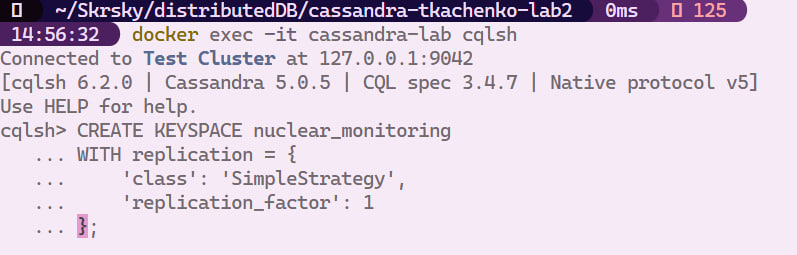 ~/Skrsky/distributedDB/cassandra-tkachenko-lab2 0ms 125
14:56:32 docker exec -it cassandra-lab cqlsh
Connected to Test Cluster at 127.0.0.1:9042
[cqlsh 6.2.0 | Cassandra 5.0.5 | CQL spec 3.4.7 | Native protocol v5]
Use HELP for help.
cqlsh> CREATE KEYSPACE nuclear_monitoring
   ... WITH replication = {
   ...     'class': 'SimpleStrategy',
   ...     'replication_factor': 1
   ... };